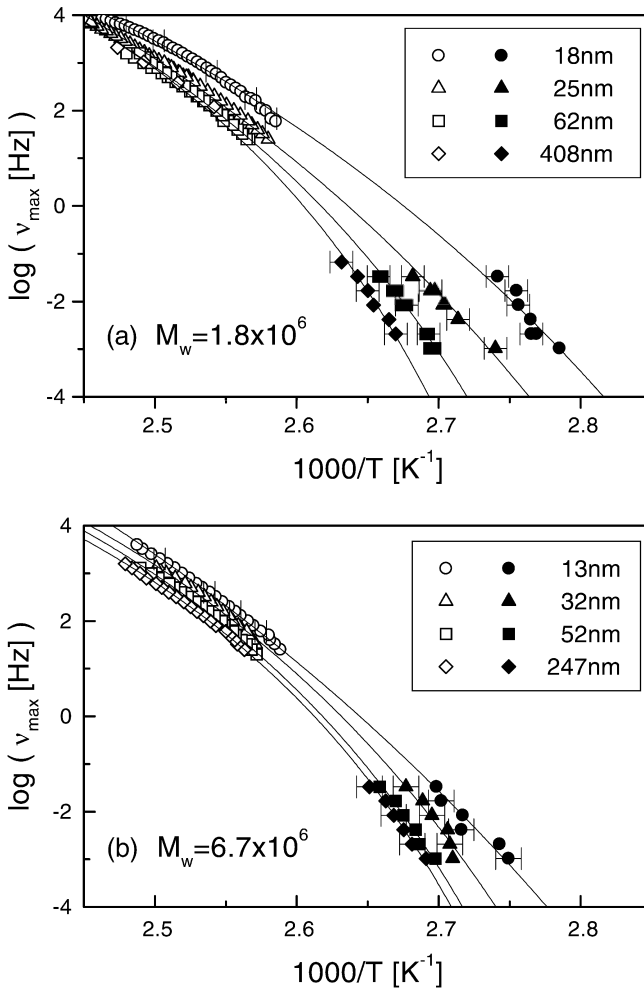 4
2
0
-2
-4
log ( ν_max [Hz] )
18nm
25nm
62nm
408nm
(a) M_w=1.8x10^6
2.5 2.6 2.7 2.8
1000/T [K^-1]
4
2
0
-2
-4
log ( ν_max [Hz] )
13nm
32nm
52nm
247nm
(b) M_w=6.7x10^6
2.5 2.6 2.7 2.8
1000/T [K^-1]